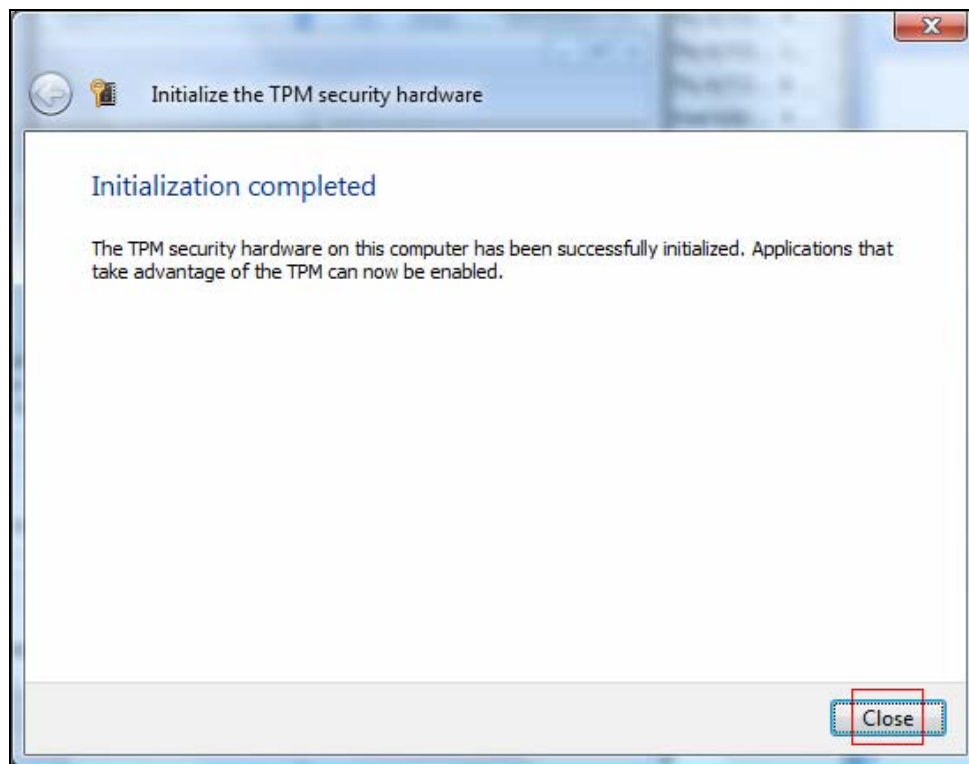 Initialize the TPM security hardware
Initialization completed
The TPM security hardware on this computer has been successfully initialized. Applications that
take advantage of the TPM can now be enabled.
Close